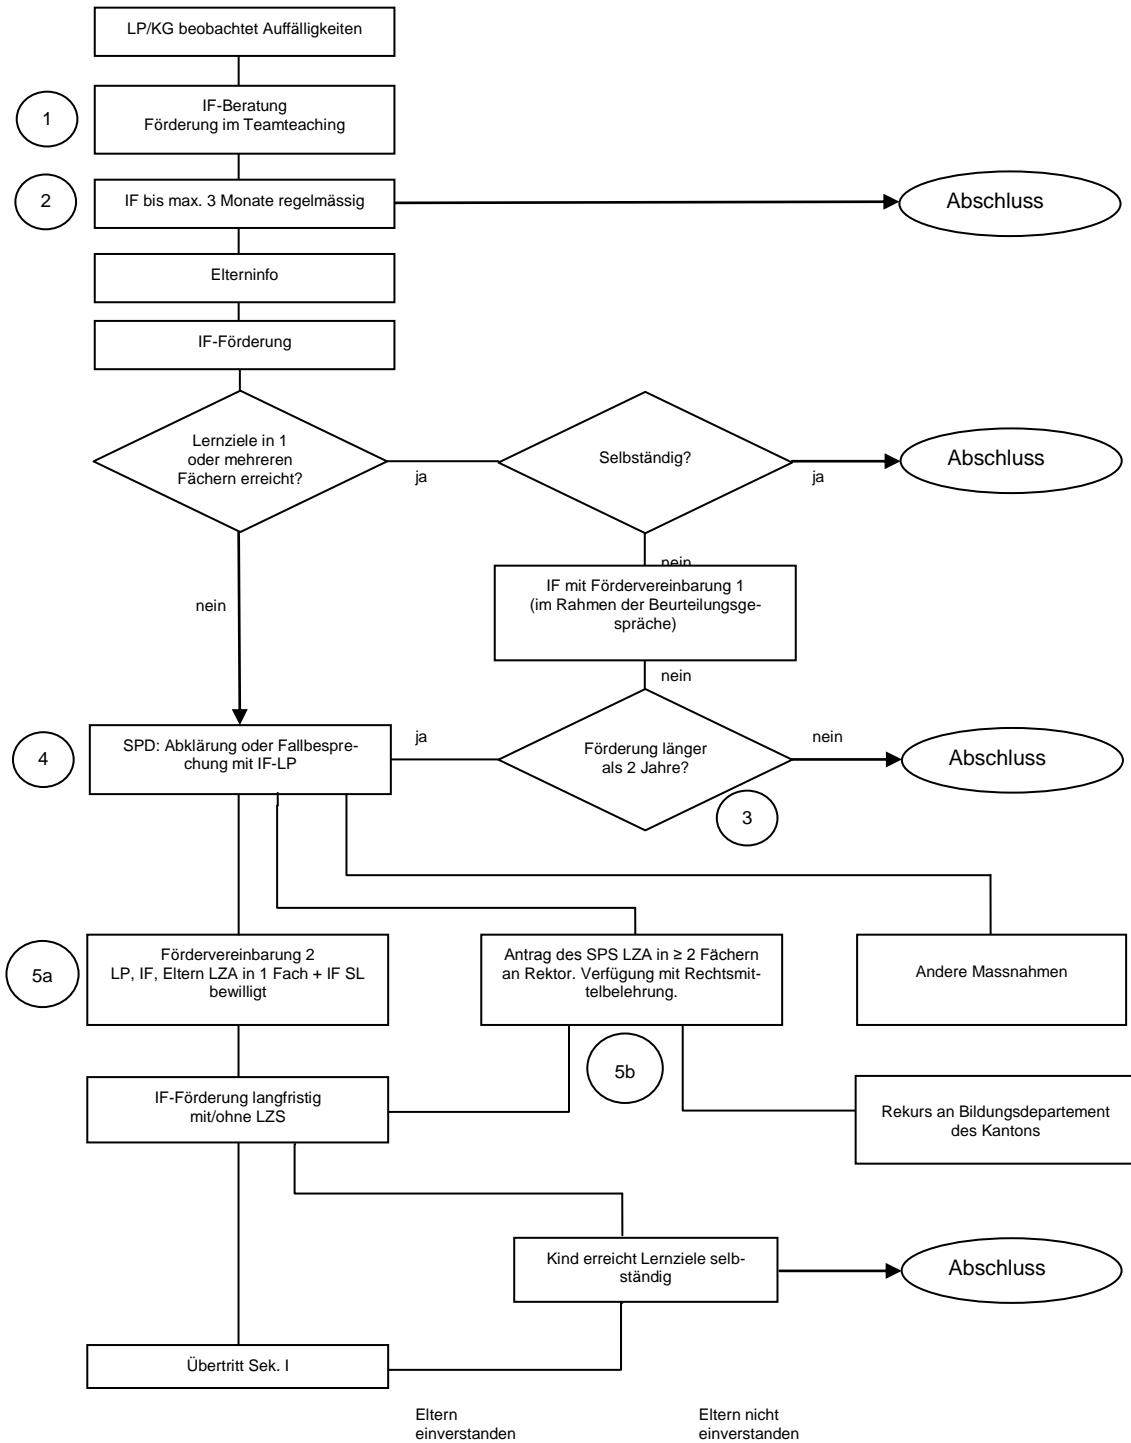 LP/KG beobachtet Auffälligkeiten
1
IF-Beratung
Förderung im Teamteaching
2
IF bis max. 3 Monate regelmässig
Abschluss
Elterninfo
IF-Förderung
Lernziele in 1
oder mehreren
Fächern erreicht?
ja
Selbständig?
ja
Abschluss
nein
nein
IF mit Fördervereinbarung 1
(im Rahmen der Beurteilungsge-
spräche)
nein
4
SPD: Abklärung oder Fallbespre-
chung mit IF-LP
ja
Förderung länger
als 2 Jahre?
nein
Abschluss
3
5a
Fördervereinbarung 2
LP, IF, Eltern LZA in 1 Fach + IF SL
bewilligt
Antrag des SPS LZA in ≥ 2 Fächern
an Rektor. Verfügung mit Rechtsmit-
telbelehrung.
Andere Massnahmen
5b
IF-Förderung langfristig
mit/ohne LZS
Rekurs an Bildungsdepartement
des Kantons
Kind erreicht Lernziele selb-
ständig
Abschluss
Übertritt Sek. I
Eltern
einverstanden
Eltern nicht
einverstanden